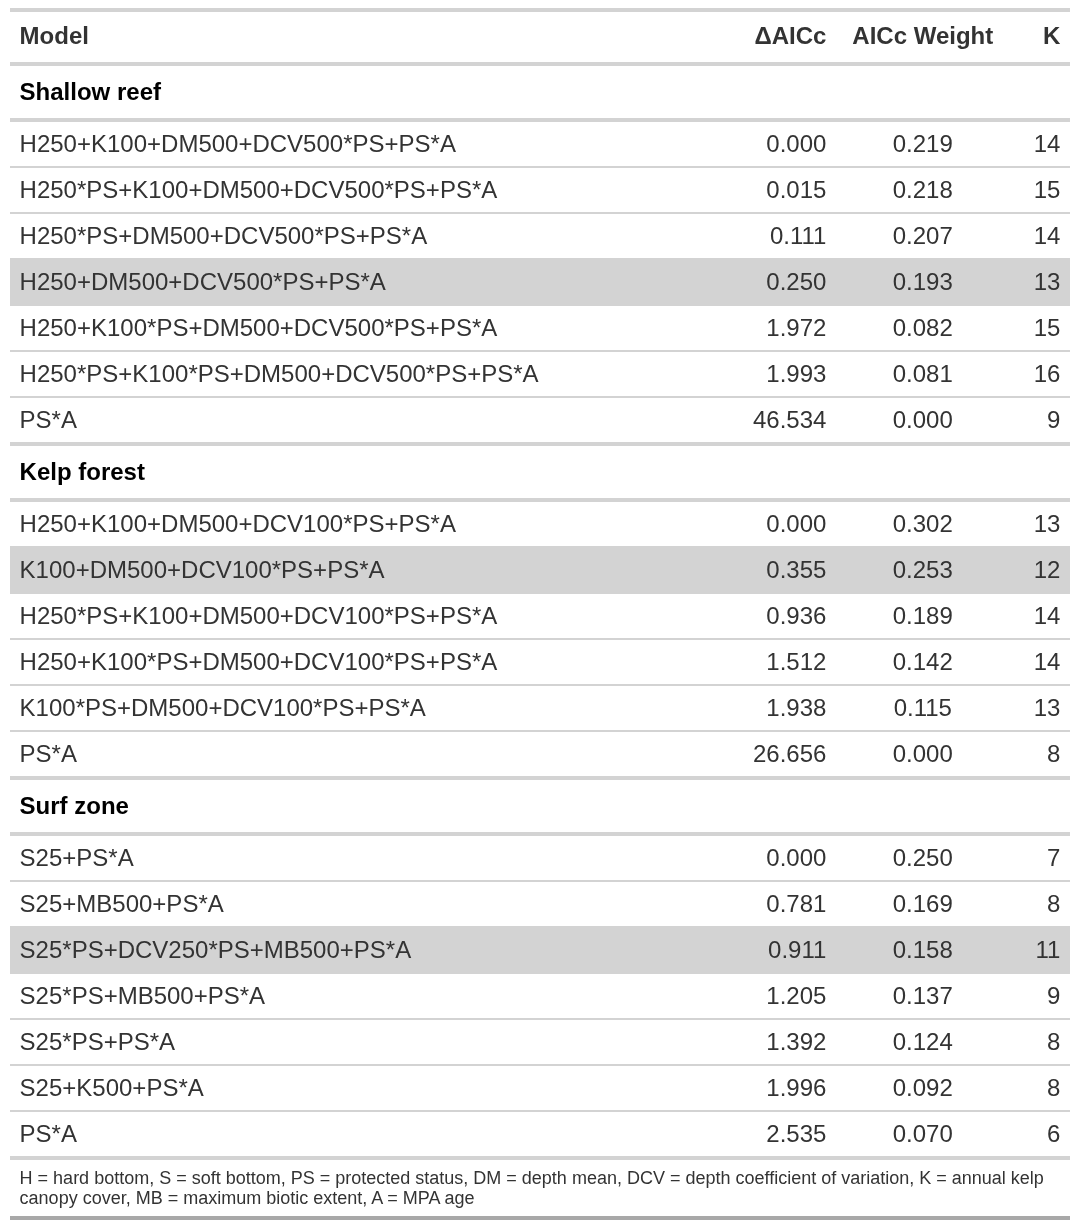 Model ΔAICc AICc Weight K
Shallow reef
H250+K100+DM500+DCV500*PS+PS*A 0.000 0.219 14
H250*PS+K100+DM500+DCV500*PS+PS*A 0.015 0.218 15
H250*PS+DM500+DCV500*PS+PS*A 0.111 0.207 14
H250+DM500+DCV500*PS+PS*A 0.250 0.193 13
H250+K100*PS+DM500+DCV500*PS+PS*A 1.972 0.082 15
H250*PS+K100*PS+DM500+DCV500*PS+PS*A 1.993 0.081 16
PS*A 46.534 0.000 9
Kelp forest
H250+K100+DM500+DCV100*PS+PS*A 0.000 0.302 13
K100+DM500+DCV100*PS+PS*A 0.355 0.253 12
H250*PS+K100+DM500+DCV100*PS+PS*A 0.936 0.189 14
H250+K100*PS+DM500+DCV100*PS+PS*A 1.512 0.142 14
K100*PS+DM500+DCV100*PS+PS*A 1.938 0.115 13
PS*A 26.656 0.000 8
Surf zone
S25+PS*A 0.000 0.250 7
S25+MB500+PS*A 0.781 0.169 8
S25*PS+DCV250*PS+MB500+PS*A 0.911 0.158 11
S25*PS+MB500+PS*A 1.205 0.137 9
S25*PS+PS*A 1.392 0.124 8
S25+K500+PS*A 1.996 0.092 8
PS*A 2.535 0.070 6
H = hard bottom, S = soft bottom, PS = protected status, DM = depth mean, DCV = depth coefficient of variation, K = annual kelp
canopy cover, MB = maximum biotic extent, A = MPA age